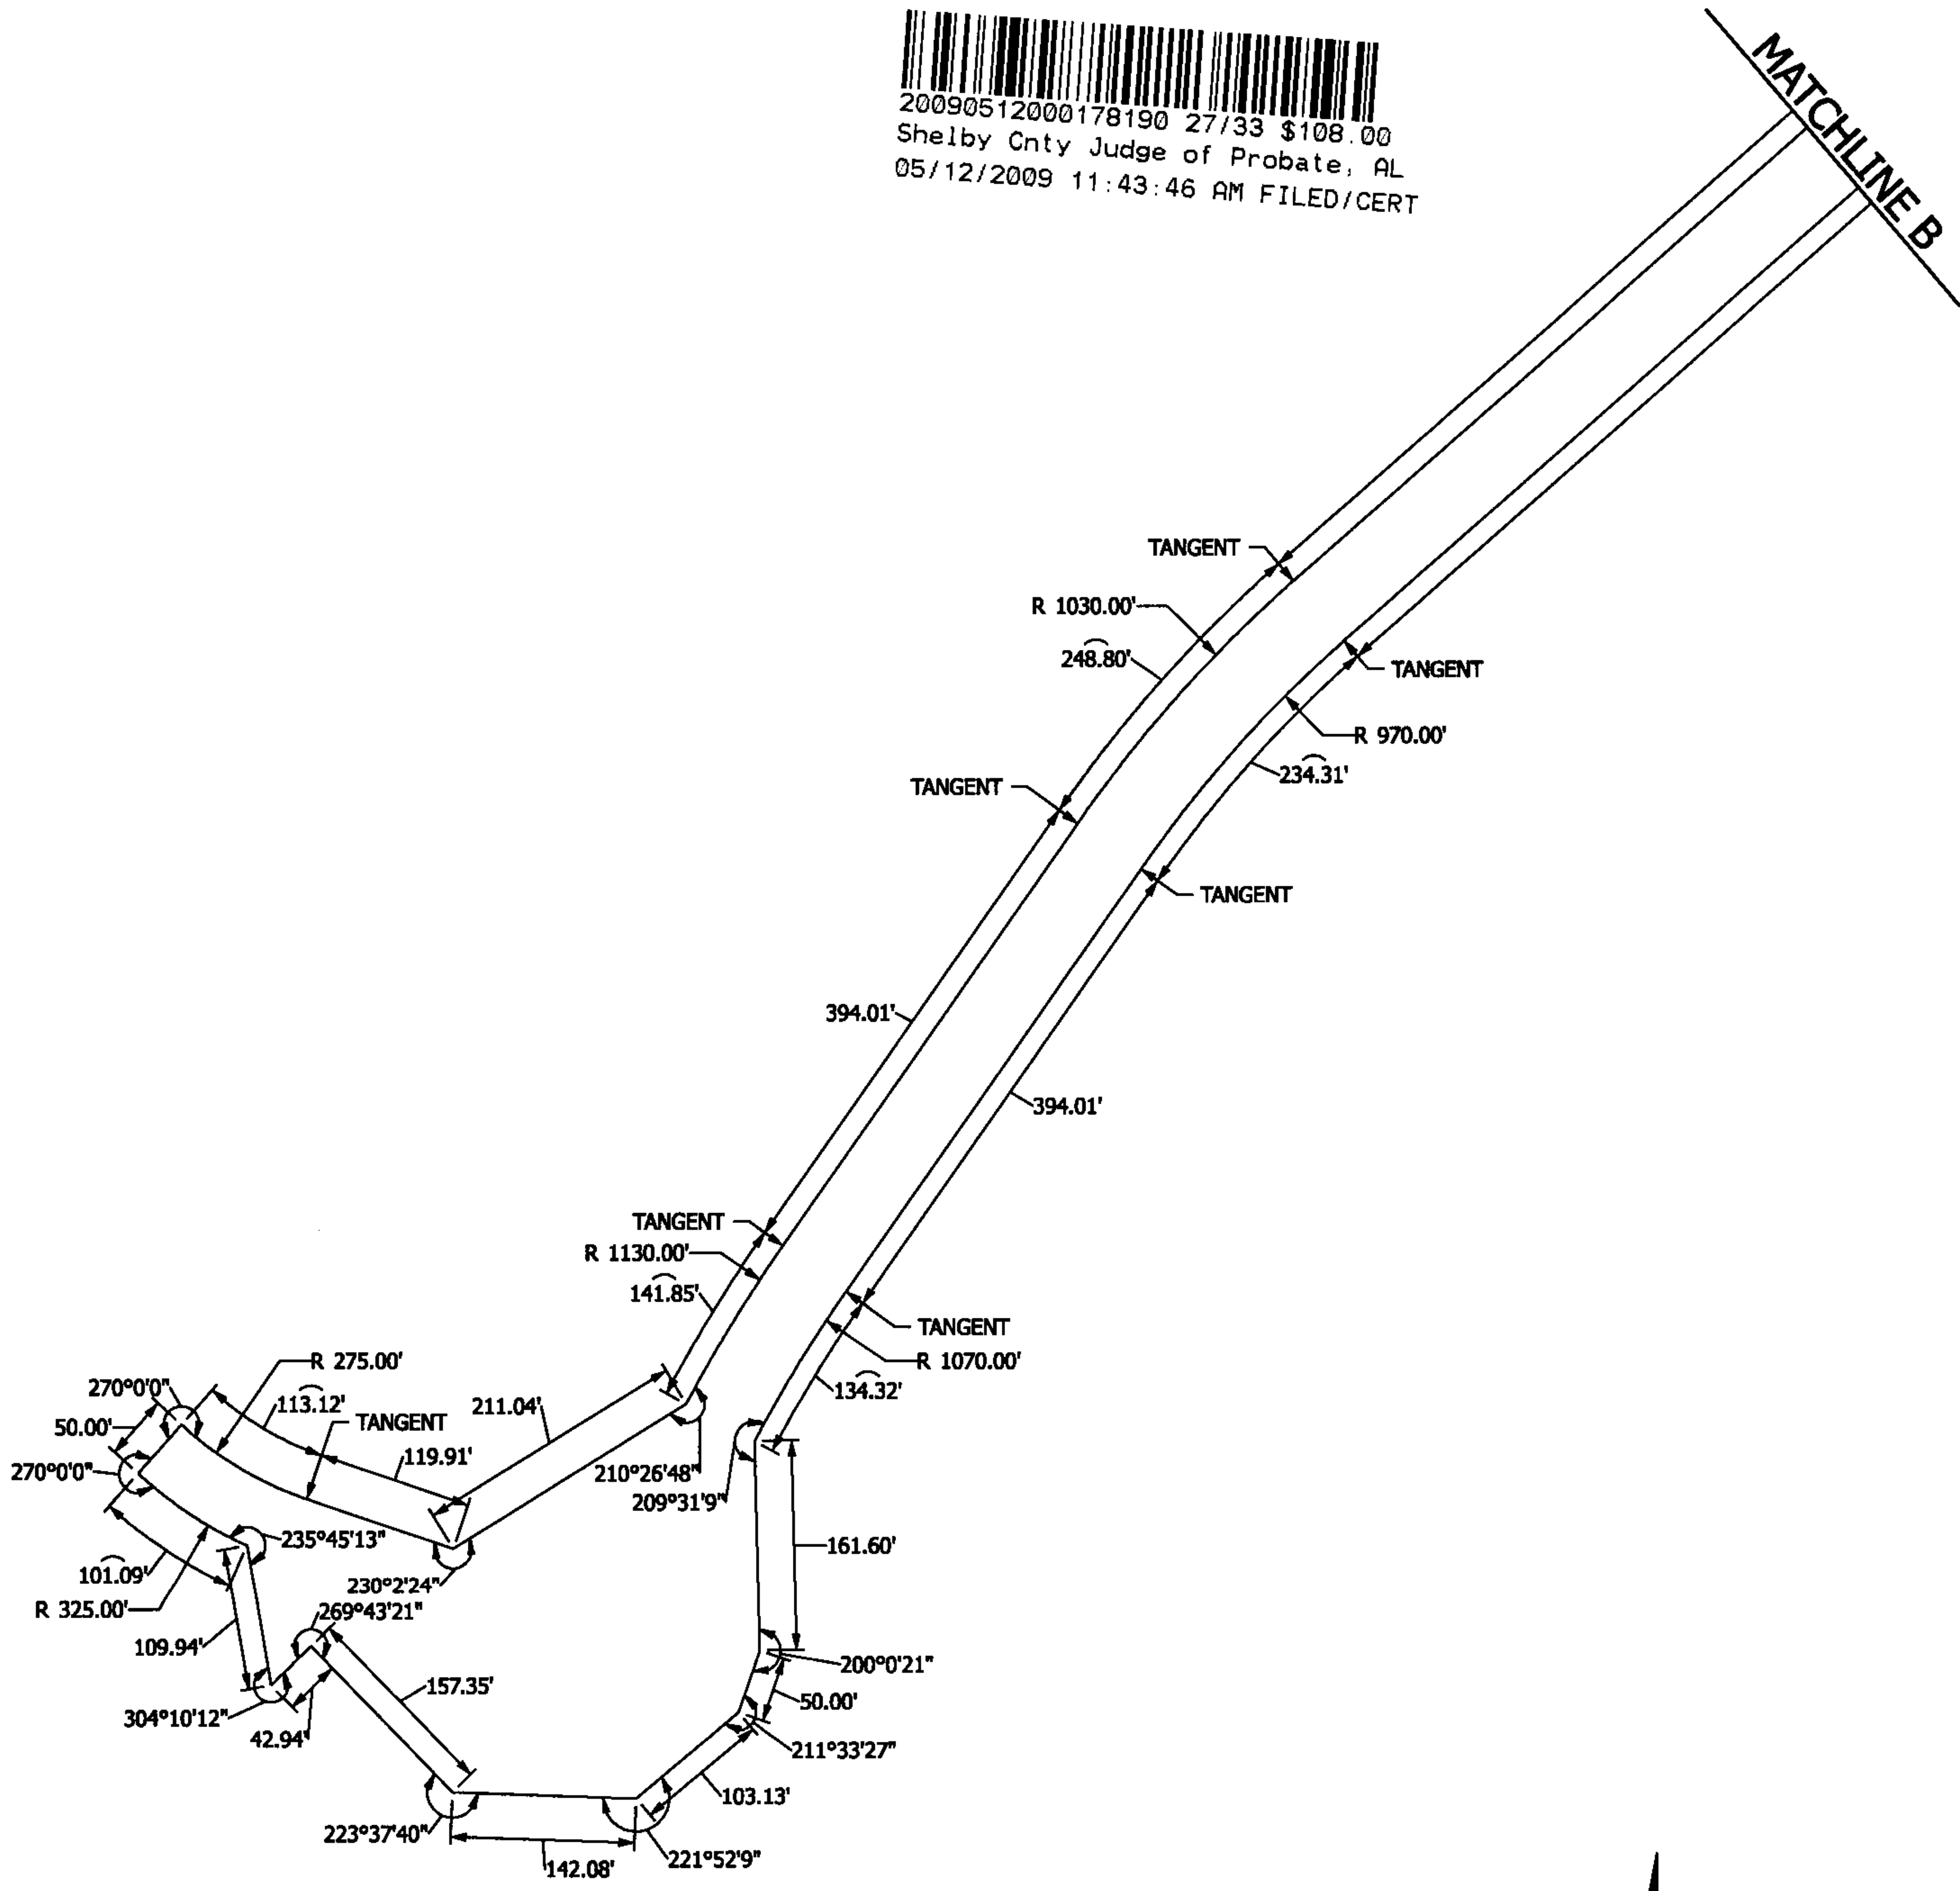 20090512000178190 27/33 $108.00
Shelby Cnty Judge of Probate, AL
05/12/2009 11:43:46 AM FILED/CERT
MATCHLINE B
TANGENT
R 1030.00'
248.80'
TANGENT
R 970.00'
234.31'
TANGENT
TANGENT
394.01'
394.01'
TANGENT
R 1130.00'
141.85'
TANGENT
R 1070.00'
134.32'
R 275.00'
270°0'0"
113.12'
TANGENT
50.00'
119.91'
211.04'
270°0'0"
210°26'48"
209°31'9"
235°45'13"
161.60'
101.09'
230°2'24"
R 325.00'
269°43'21"
109.94'
200°0'21"
157.35'
50.00'
304°10'12"
42.94'
211°33'27"
103.13'
223°37'40"
221°52'9"
142.08'